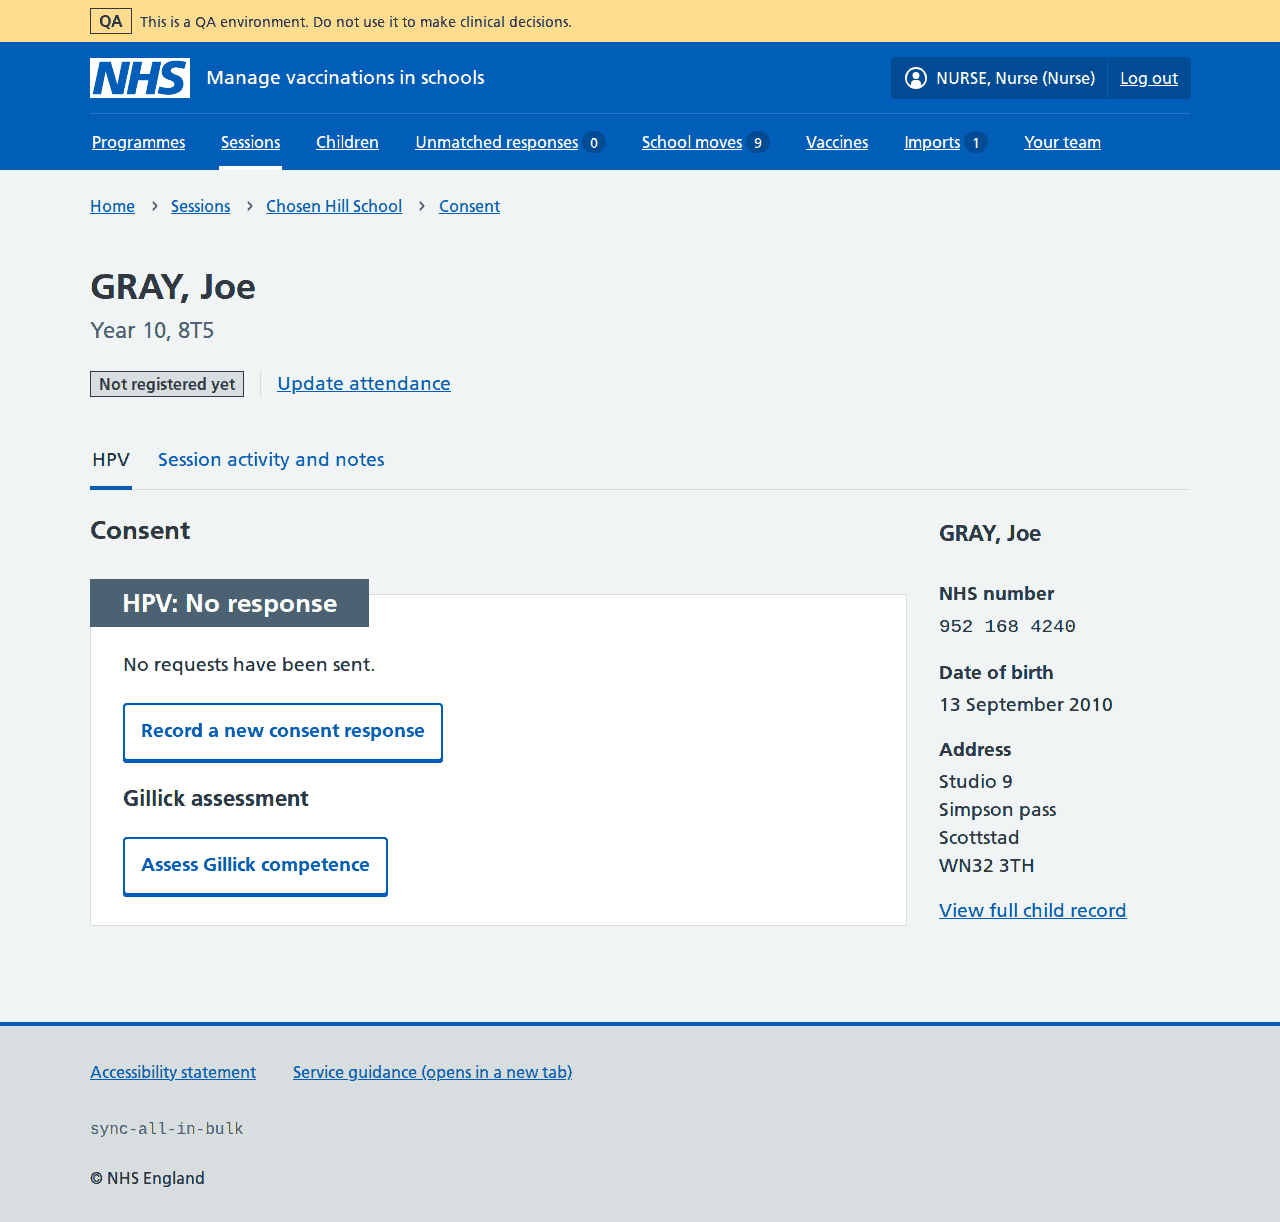 QA This is a QA environment. Do not use it to make clinical decisions.
NHS Manage vaccinations in schools NURSE, Nurse (Nurse) Log out
Programmes Sessions Children Unmatched responses 0 School moves 9 Vaccines Imports 1 Your team
Home › Sessions › Chosen Hill School › Consent
GRAY, Joe
Year 10, 8T5
Not registered yet Update attendance
HPV Session activity and notes
Consent
HPV: No response
No requests have been sent.
Record a new consent response
Gillick assessment
Assess Gillick competence
GRAY, Joe
NHS number
952 168 4240
Date of birth
13 September 2010
Address
Studio 9
Simpson pass
Scottstad
WN32 3TH
View full child record
Accessibility statement Service guidance (opens in a new tab)
sync-all-in-bulk
© NHS England